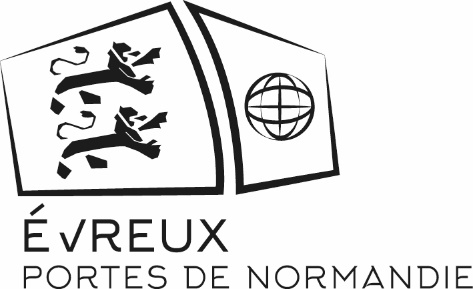 ÉVREUX
PORTES DE NORMANDIE